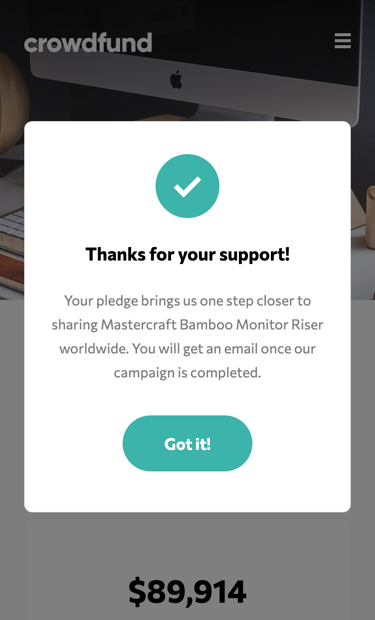 crowdfund
Thanks for your support!
Your pledge brings us one step closer to
sharing Mastercraft Bamboo Monitor Riser
worldwide. You will get an email once our
campaign is completed.
Got it!
$89,914